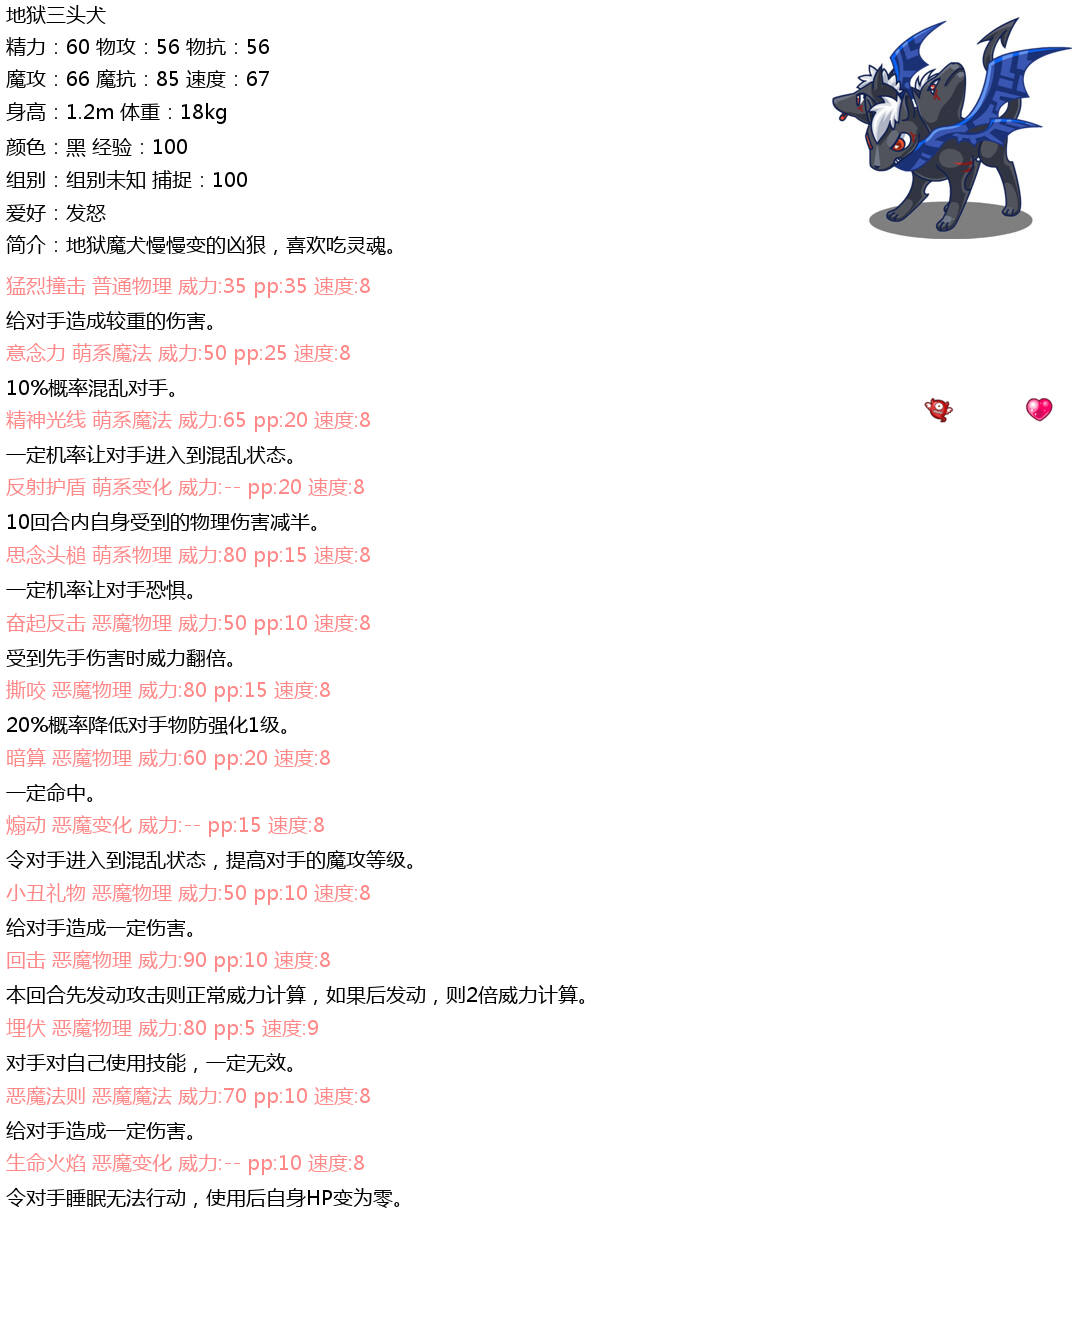 地狱三头犬
精力：60 物攻：56 物抗：56
魔攻：66 魔抗：85 速度：67
身高：1.2m 体重：18kg
颜色：黑 经验：100
组别：组别未知 捕捉：100
爱好：发怒
简介：地狱魔犬慢慢变的凶狠，喜欢吃灵魂。
猛烈撞击 普通物理 威力:35 pp:35 速度:8
给对手造成较重的伤害。
意念力 萌系魔法 威力:50 pp:25 速度:8
10%概率混乱对手。
精神光线 萌系魔法 威力:65 pp:20 速度:8
一定机率让对手进入到混乱状态。
反射护盾 萌系变化 威力:-- pp:20 速度:8
10回合内自身受到的物理伤害减半。
思念头槌 萌系物理 威力:80 pp:15 速度:8
一定机率让对手恐惧。
奋起反击 恶魔物理 威力:50 pp:10 速度:8
受到先手伤害时威力翻倍。
撕咬 恶魔物理 威力:80 pp:15 速度:8
20%概率降低对手物防强化1级。
暗算 恶魔物理 威力:60 pp:20 速度:8
一定命中。
煽动 恶魔变化 威力:-- pp:15 速度:8
令对手进入到混乱状态，提高对手的魔攻等级。
小丑礼物 恶魔物理 威力:50 pp:10 速度:8
给对手造成一定伤害。
回击 恶魔物理 威力:90 pp:10 速度:8
本回合先发动攻击则正常威力计算，如果后发动，则2倍威力计算。
埋伏 恶魔物理 威力:80 pp:5 速度:9
对手对自己使用技能，一定无效。
恶魔法则 恶魔魔法 威力:70 pp:10 速度:8
给对手造成一定伤害。
生命火焰 恶魔变化 威力:-- pp:10 速度:8
令对手睡眠无法行动，使用后自身HP变为零。